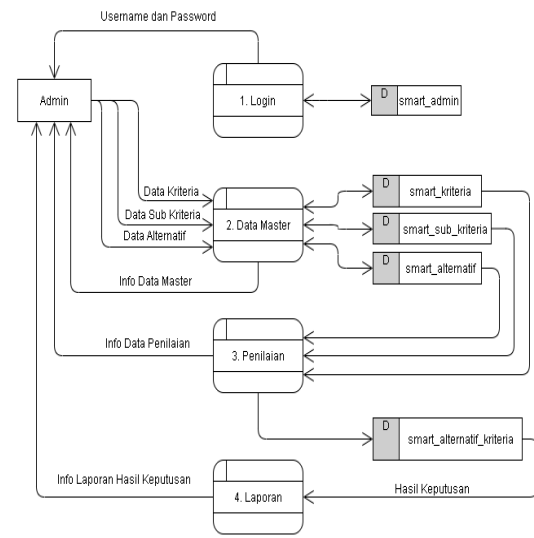 Username dan Password
Admin
1. Login
D
smart_admin
Data Kriteria
Data Sub Kriteria
Data Alternatif
2. Data Master
D
smart_kriteria
D
smart_sub_kriteria
D
smart_alternatif
Info Data Master
Info Data Penilaian
3. Penilaian
D
smart_alternatif_kriteria
Info Laporan Hasil Keputusan
4. Laporan
Hasil Keputusan